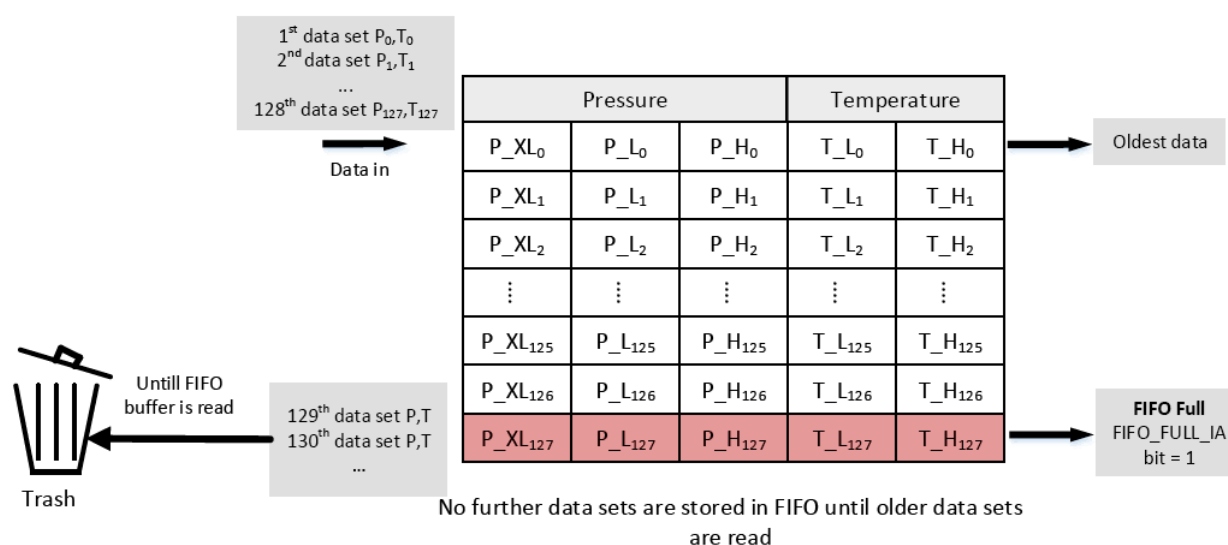 1st data set P0,T0
2nd data set P1,T1
...
128th data set P127,T127
Data in
Pressure Temperature
P_XL0 P_L0 P_H0 T_L0 T_H0
P_XL1 P_L1 P_H1 T_L1 T_H1
P_XL2 P_L2 P_H2 T_L2 T_H2
⋮ ⋮ ⋮ ⋮ ⋮
P_XL125 P_L125 P_H125 T_L125 T_H125
P_XL126 P_L126 P_H126 T_L126 T_H126
P_XL127 P_L127 P_H127 T_L127 T_H127
Oldest data
Untill FIFO
buffer is read
129th data set P,T
130th data set P,T
...
Trash
FIFO Full
FIFO_FULL_IA
bit = 1
No further data sets are stored in FIFO until older data sets
are read